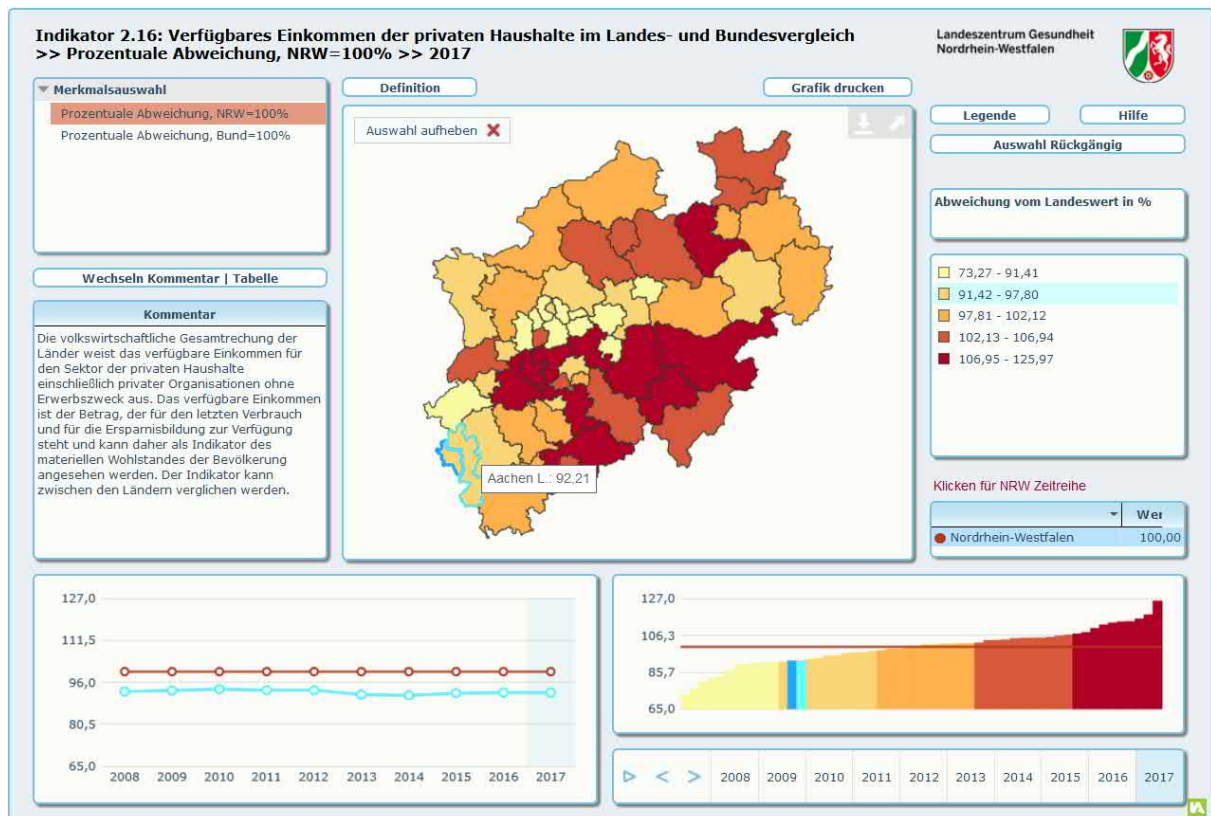 Indikator 2.16: Verfügbares Einkommen der privaten Haushalte im Landes- und Bundesvergleich
>> Prozentuale Abweichung, NRW=100% >> 2017
Landeszentrum Gesundheit
Nordrhein-Westfalen
Merkmalsauswahl
Prozentuale Abweichung, NRW=100%
Prozentuale Abweichung, Bund=100%
Definition
Grafik drucken
Auswahl aufheben
Legende
Hilfe
Auswahl Rückgängig
Abweichung vom Landeswert in %
73,27 - 91,41
91,42 - 97,80
97,81 - 102,12
102,13 - 106,94
106,95 - 125,97
Wechseln Kommentar | Tabelle
Kommentar
Die volkswirtschaftliche Gesamtrechung der
Länder weist das verfügbare Einkommen für
den Sektor der privaten Haushalte
einschließlich privater Organisationen ohne
Erwerbszweck aus. Das verfügbare Einkommen
ist der Betrag, der für den letzten Verbrauch
und für die Ersparnisbildung zur Verfügung
steht und kann daher als Indikator des
materiellen Wohlstandes der Bevölkerung
angesehen werden. Der Indikator kann
zwischen den Ländern verglichen werden.
Aachen L.: 92,21
Klicken für NRW Zeitreihe
Wer
Nordrhein-Westfalen 100,00
127,0
111,5
96,0
80,5
65,0
2008 2009 2010 2011 2012 2013 2014 2015 2016 2017
127,0
106,3
85,7
65,0
2008 2009 2010 2011 2012 2013 2014 2015 2016 2017